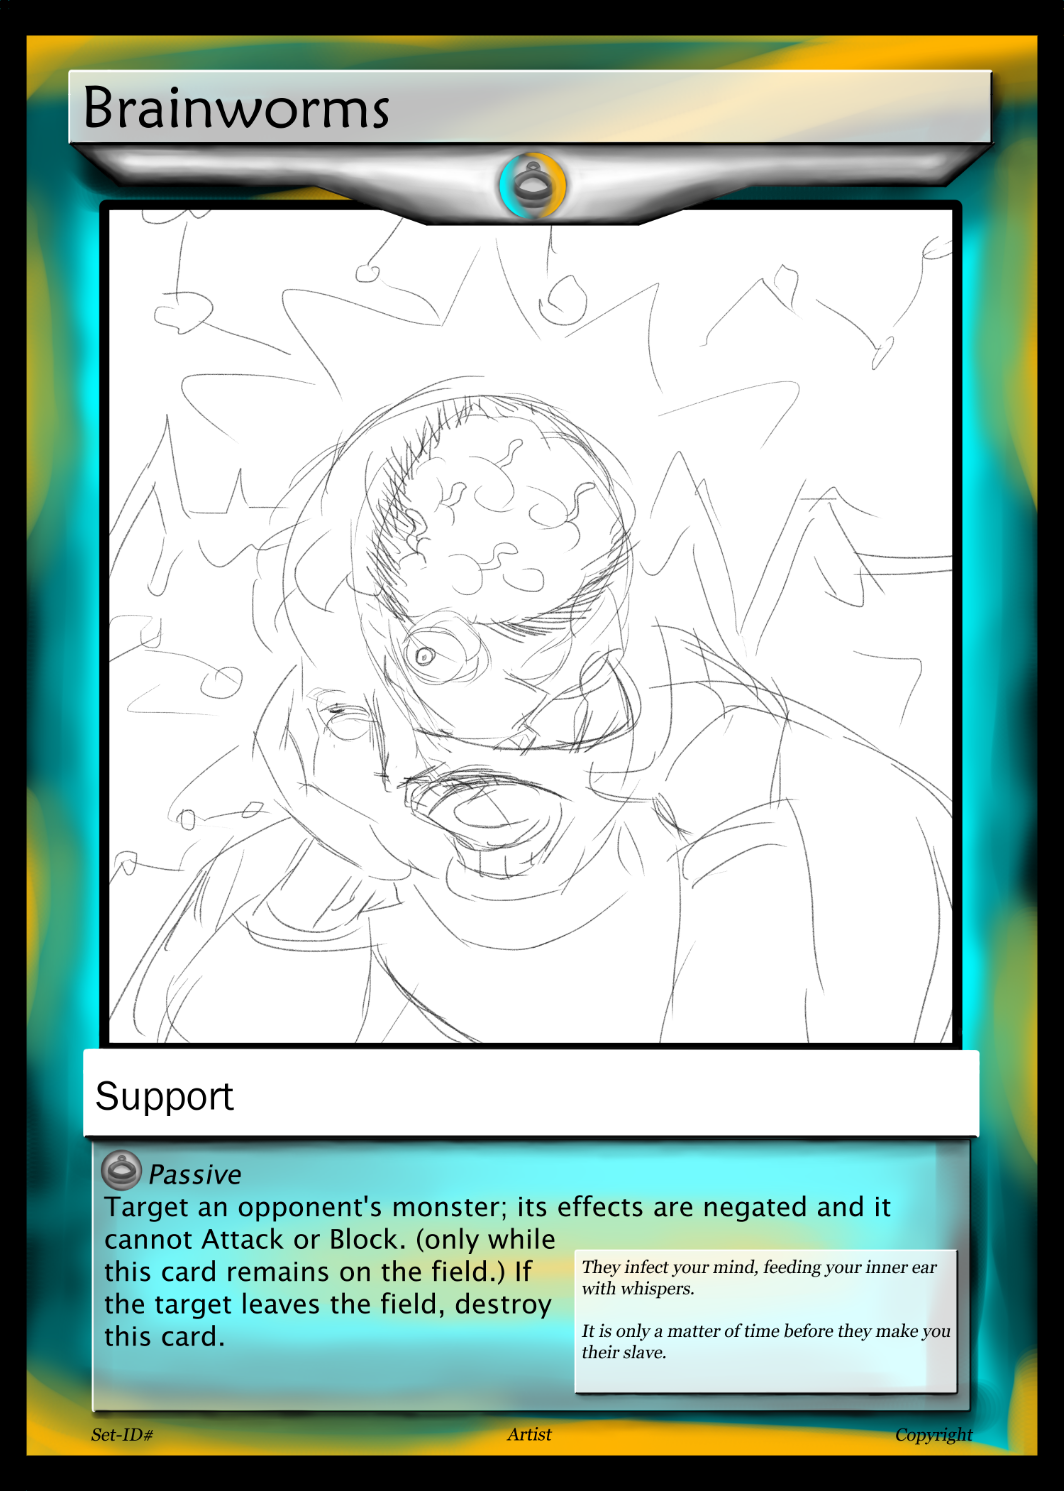 Brainworms
Support
Passive
Target an opponent's monster; its effects are negated and it
cannot Attack or Block. (only while
this card remains on the field.) If
the target leaves the field, destroy
this card.
They infect your mind, feeding your inner ear
with whispers.
It is only a matter of time before they make you
their slave.
Set-ID#
Artist
Copyright